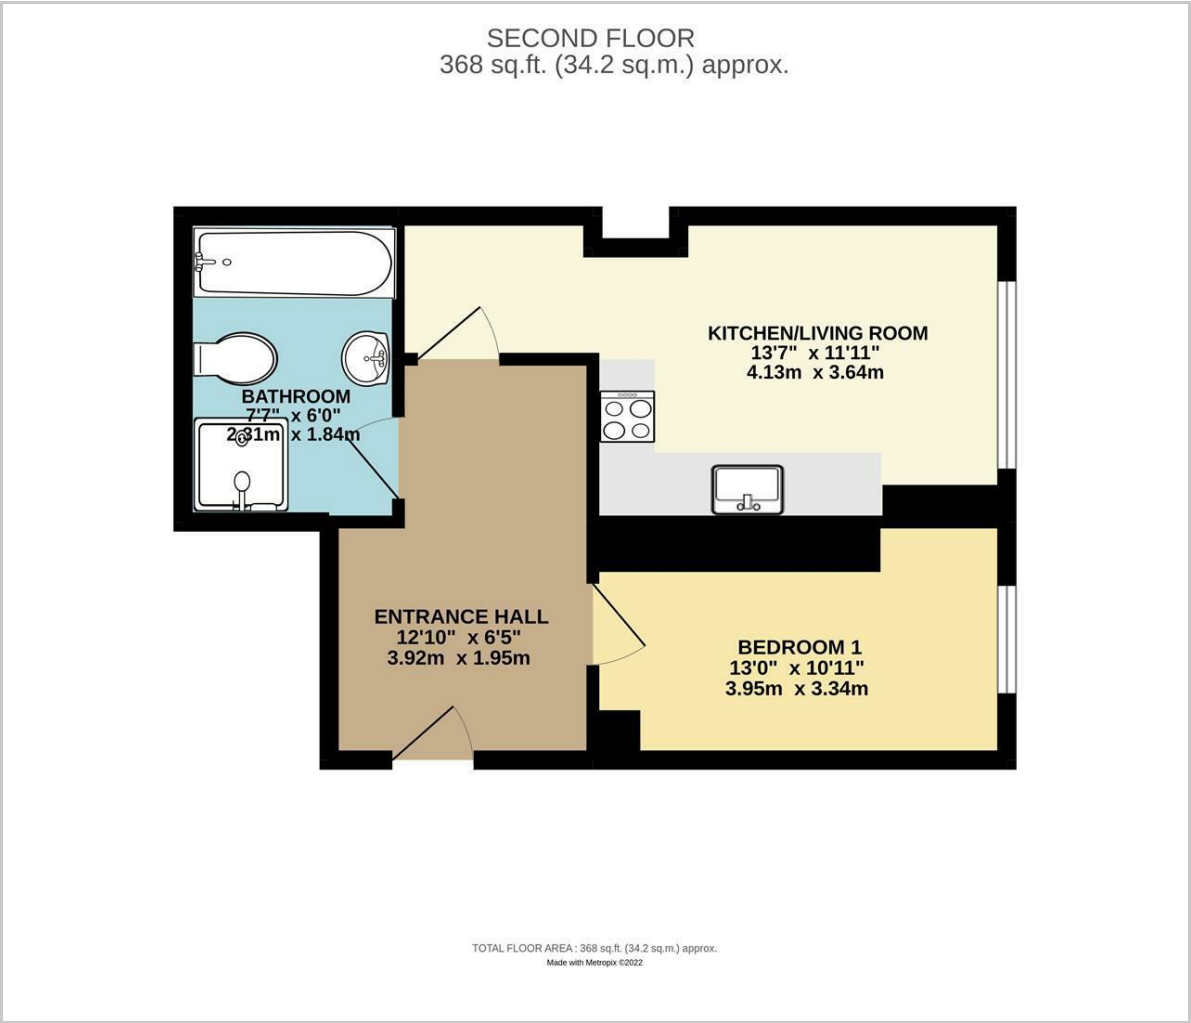 SECOND FLOOR
368 sq.ft. (34.2 sq.m.) approx.
KITCHEN/LIVING ROOM
13'7" x 11'11"
4.13m x 3.64m
BATHROOM
7'7" x 6'0"
2.31m x 1.84m
ENTRANCE HALL
12'10" x 6'5"
3.92m x 1.95m
BEDROOM 1
13'0" x 10'11"
3.95m x 3.34m
TOTAL FLOOR AREA : 368 sq.ft. (34.2 sq.m.) approx.
Made with Metropix ©2022